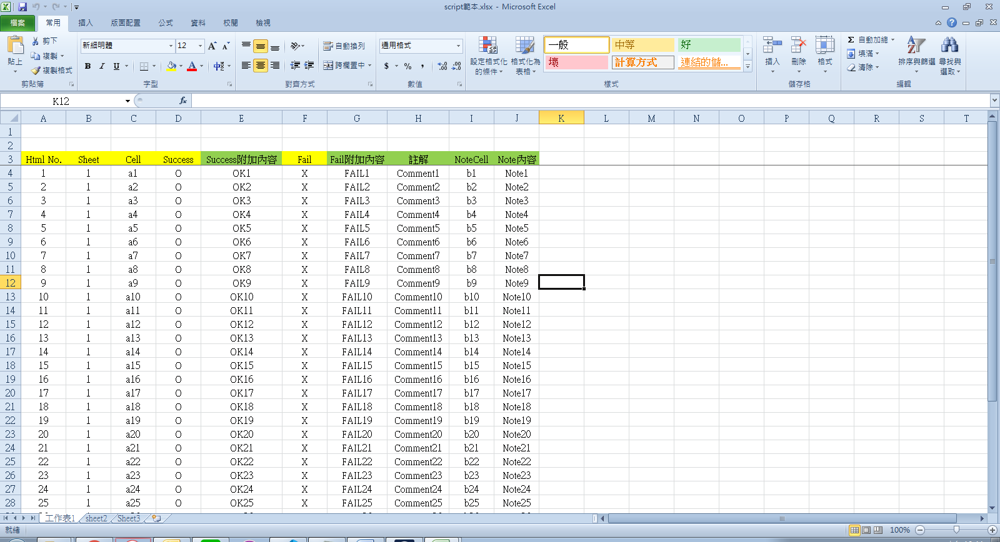 script範本.xlsx - Microsoft Excel
檔案 常用 插入 版面配置 公式 資料 校閱 檢視
貼上 剪下 複製 複製格式 剪貼簿
新細明體 12 B I U 字型
自動換列 跨欄置中 對齊方式
通用格式 $ % , 數值
設定格式化的條件 格式化為表格 一般 中等 好 壞 計算方式 連結的儲... 樣式
插入 刪除 格式 儲存格
Σ 自動加總 填滿 清除 排序與篩選 尋找與選取 編輯
K12 fx
A B C D E F G H I J K L M N O P Q R S T
1
2
3 Html No. Sheet Cell Success Success附加內容 Fail Fail附加內容 註解 NoteCell Note內容
4 1 1 a1 O OK1 X FAIL1 Comment1 b1 Note1
5 2 1 a2 O OK2 X FAIL2 Comment2 b2 Note2
6 3 1 a3 O OK3 X FAIL3 Comment3 b3 Note3
7 4 1 a4 O OK4 X FAIL4 Comment4 b4 Note4
8 5 1 a5 O OK5 X FAIL5 Comment5 b5 Note5
9 6 1 a6 O OK6 X FAIL6 Comment6 b6 Note6
10 7 1 a7 O OK7 X FAIL7 Comment7 b7 Note7
11 8 1 a8 O OK8 X FAIL8 Comment8 b8 Note8
12 9 1 a9 O OK9 X FAIL9 Comment9 b9 Note9
13 10 1 a10 O OK10 X FAIL10 Comment10 b10 Note10
14 11 1 a11 O OK11 X FAIL11 Comment11 b11 Note11
15 12 1 a12 O OK12 X FAIL12 Comment12 b12 Note12
16 13 1 a13 O OK13 X FAIL13 Comment13 b13 Note13
17 14 1 a14 O OK14 X FAIL14 Comment14 b14 Note14
18 15 1 a15 O OK15 X FAIL15 Comment15 b15 Note15
19 16 1 a16 O OK16 X FAIL16 Comment16 b16 Note16
20 17 1 a17 O OK17 X FAIL17 Comment17 b17 Note17
21 18 1 a18 O OK18 X FAIL18 Comment18 b18 Note18
22 19 1 a19 O OK19 X FAIL19 Comment19 b19 Note19
23 20 1 a20 O OK20 X FAIL20 Comment20 b20 Note20
24 21 1 a21 O OK21 X FAIL21 Comment21 b21 Note21
25 22 1 a22 O OK22 X FAIL22 Comment22 b22 Note22
26 23 1 a23 O OK23 X FAIL23 Comment23 b23 Note23
27 24 1 a24 O OK24 X FAIL24 Comment24 b24 Note24
28 25 1 a25 O OK25 X FAIL25 Comment25 b25 Note25
工作表1 sheet2 Sheet3
就緒 100%